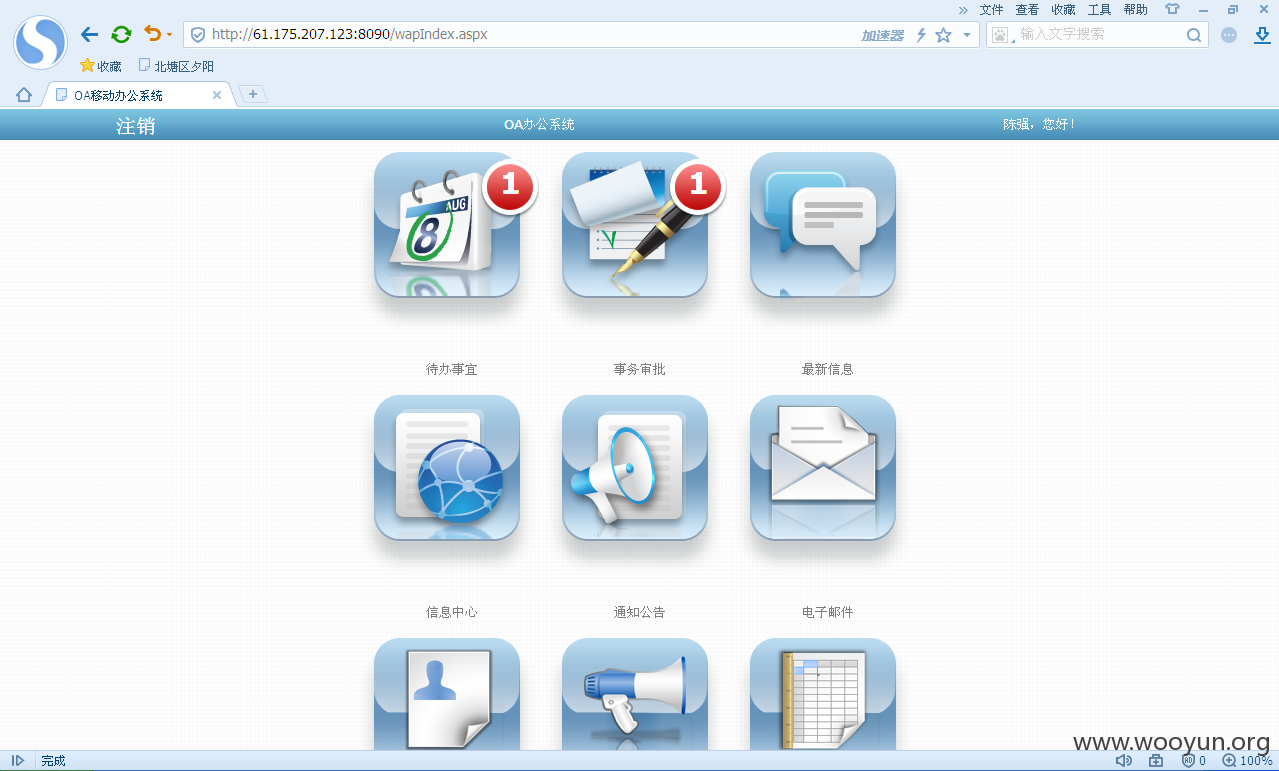 » 文件 查看 收藏 工具 帮助
http://61.175.207.123:8090/wapIndex.aspx 加速器 输入文字搜索
收藏 北塘区夕阳
OA移动办公系统
注销 OA办公系统 陈强，您好！
1 1
AUG
8
待办事宜 事务审批 最新信息
信息中心 通知公告 电子邮件
www.wooyun.org
完成 0 100%